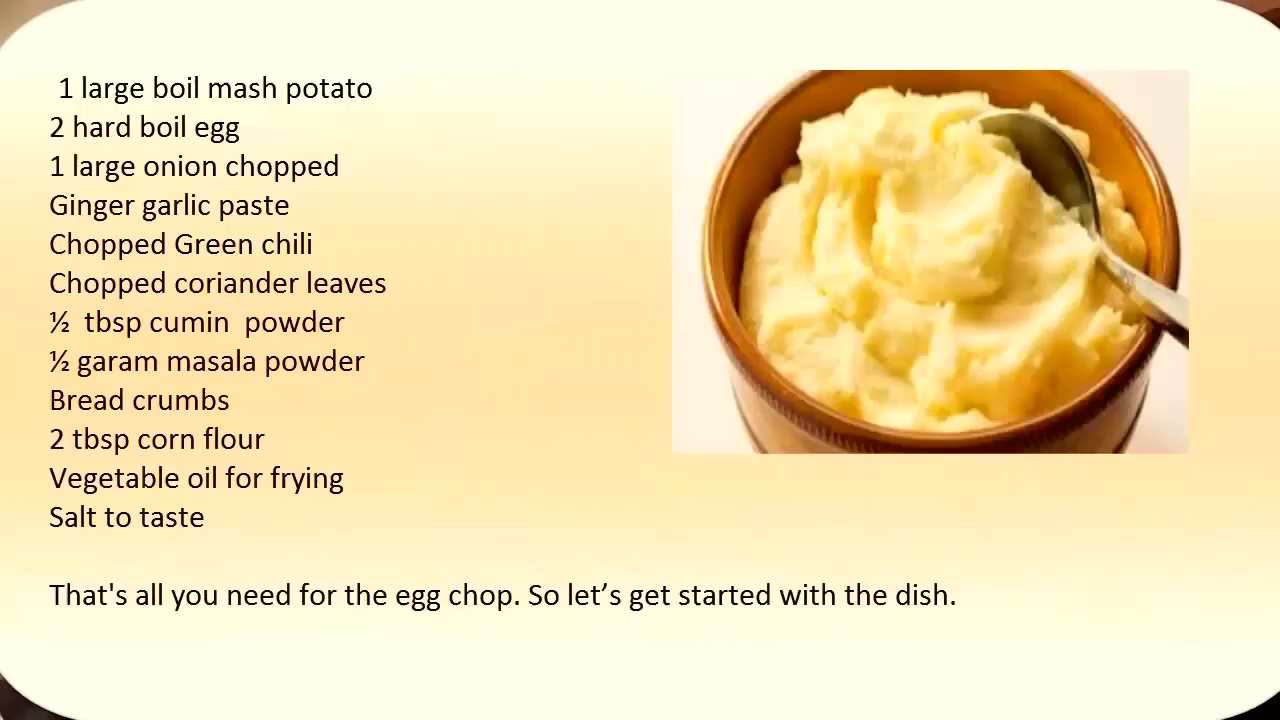 1 large boil mash potato
2 hard boil egg
1 large onion chopped
Ginger garlic paste
Chopped Green chili
Chopped coriander leaves
½  tbsp cumin  powder
½ garam masala powder
Bread crumbs
2 tbsp corn flour
Vegetable oil for frying
Salt to taste
That's all you need for the egg chop. So let’s get started with the dish.